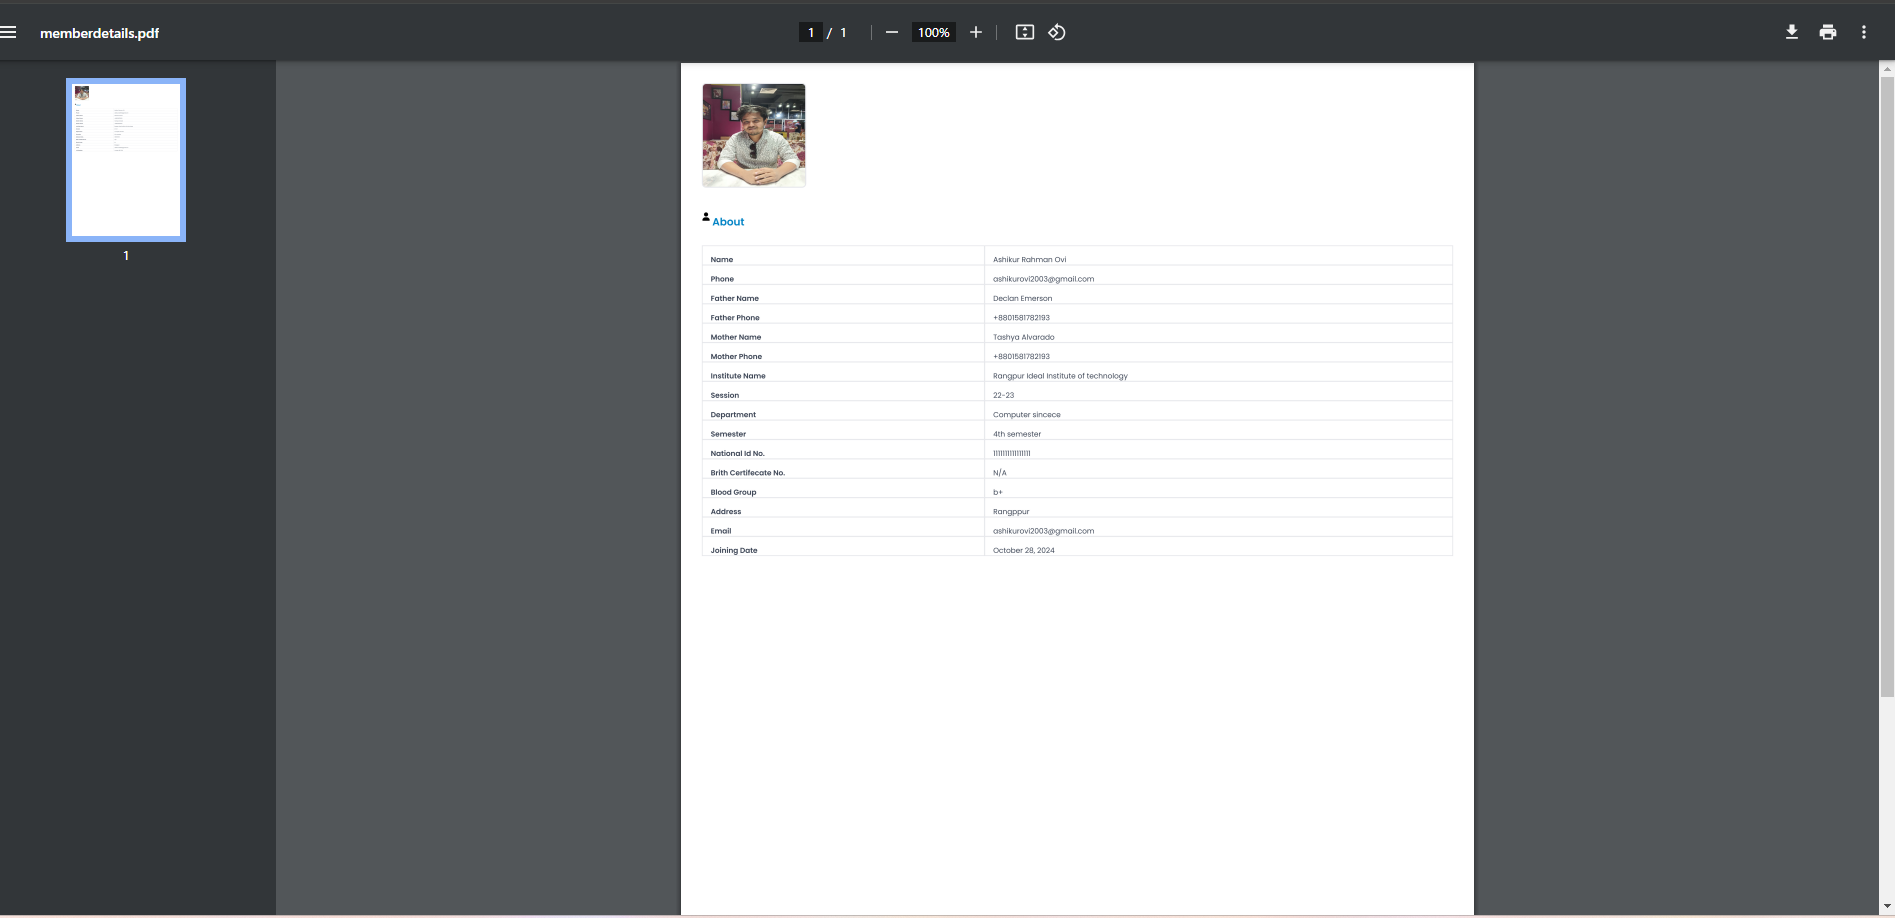 memberdetails.pdf
1 / 1
100%
1
About
Name Ashikur Rahman Ovi
Phone ashikurovi2003@gmail.com
Father Name Declan Emerson
Father Phone +8801581782193
Mother Name Tashya Alvarado
Mother Phone +8801581782193
Institute Name Rangpur Ideal Institute of technology
Session 22-23
Department Computer sincece
Semester 4th semester
National Id No.
Brith Certifecate No. N/A
Blood Group b+
Address Rangppur
Email ashikurovi2003@gmail.com
Joining Date October 28, 2024